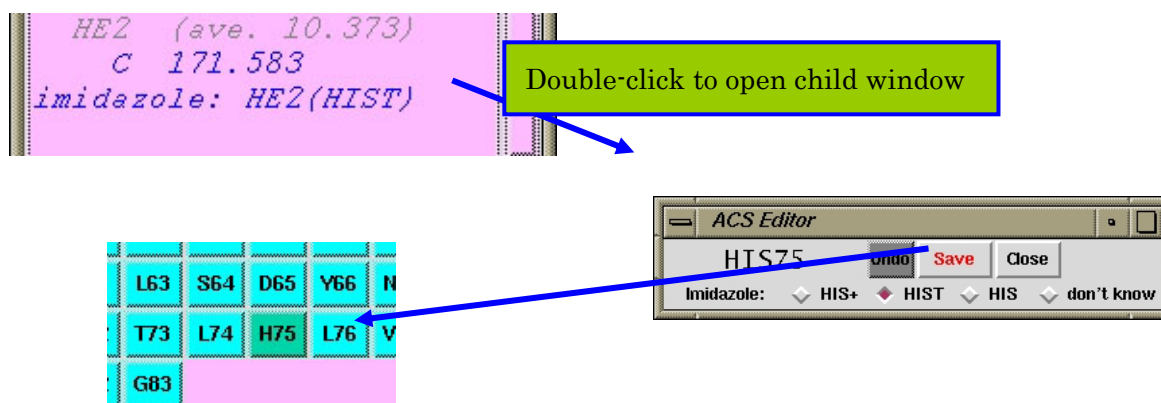 HE2 (ave. 10.373)
C 171.583
imidazole: HE2(HIST)
Double-click to open child window
ACS Editor
HIS75 Undo Save Close
Imidazole: HIS+ HIST HIS don't know
L63 S64 D65 Y66 N
T73 L74 H75 L76 V
G83